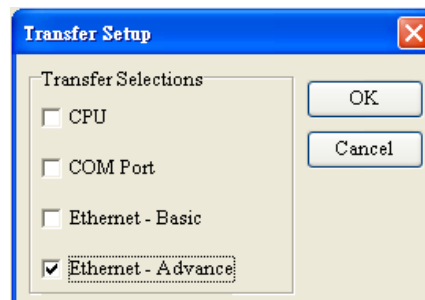 Transfer Setup
Transfer Selections
CPU
COM Port
Ethernet - Basic
Ethernet - Advance
OK
Cancel